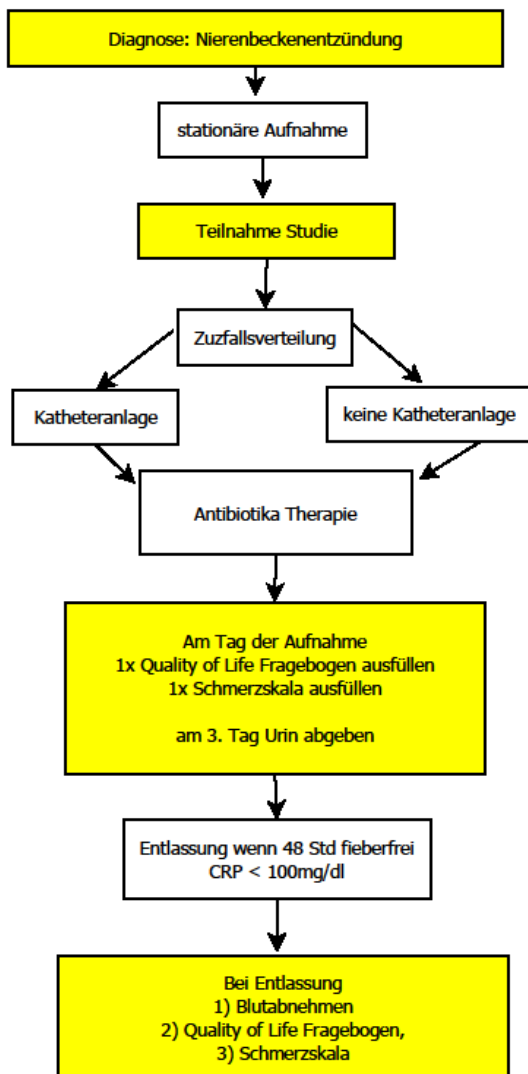 Diagnose: Nierenbeckenentzündung
stationäre Aufnahme
Teilnahme Studie
Zuzfallsverteilung
Katheteranlage
keine Katheteranlage
Antibiotika Therapie
Am Tag der Aufnahme
1x Quality of Life Fragebogen ausfüllen
1x Schmerzskala ausfüllen
am 3. Tag Urin abgeben
Entlassung wenn 48 Std fieberfrei
CRP < 100mg/dl
Bei Entlassung
1) Blutabnehmen
2) Quality of Life Fragebogen,
3) Schmerzskala